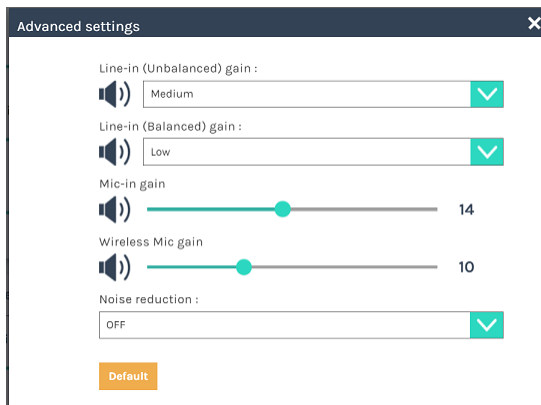 Advanced settings
Line-in (Unbalanced) gain :
Medium
Line-in (Balanced) gain :
Low
Mic-in gain
14
Wireless Mic gain
10
Noise reduction :
OFF
Default